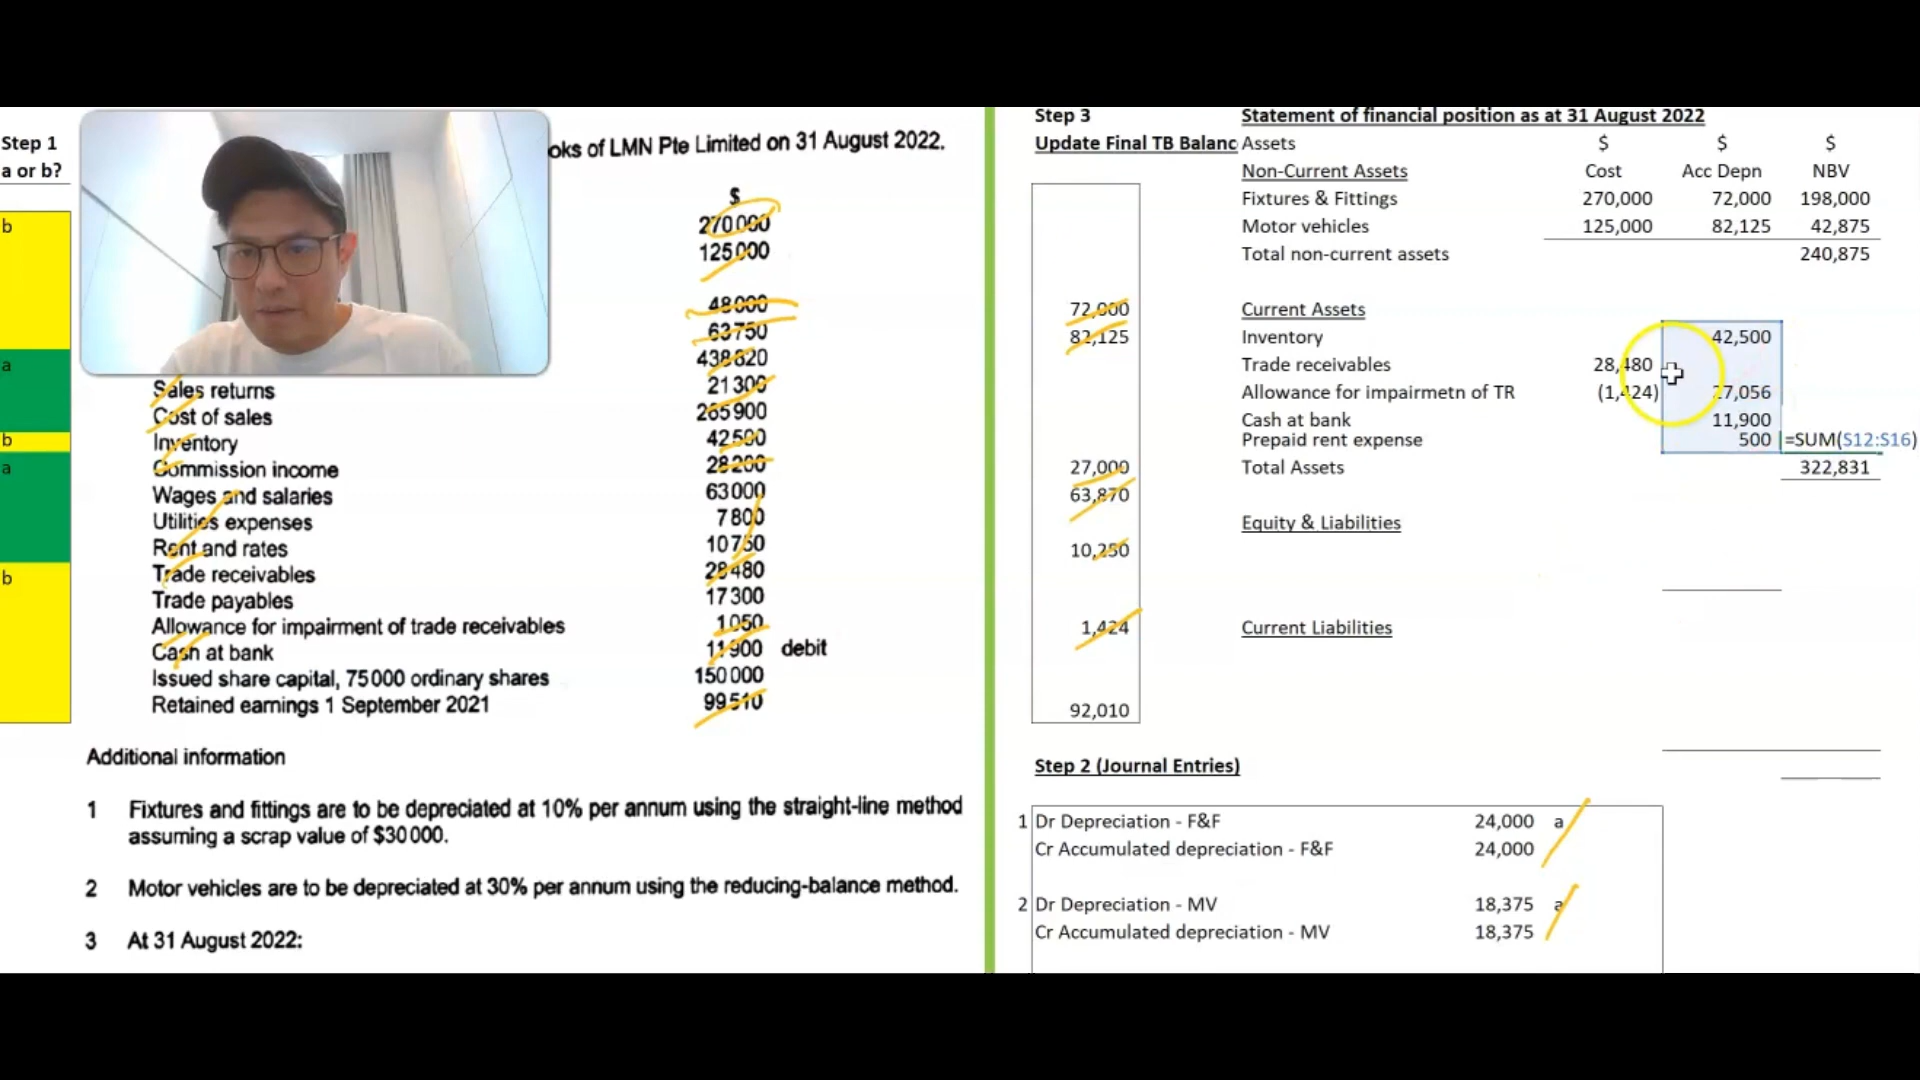 Step 1
a or b?
b
a
b
a
b
ooks of LMN Pte Limited on 31 August 2022.
$
270000
125000
48000
63750
438820
Sales returns 21300
Cost of sales 265900
Inventory 42500
Commission income 28200
Wages and salaries 63000
Utilities expenses 7800
Rent and rates 10750
Trade receivables 28480
Trade payables 17300
Allowance for impairment of trade receivables 1050
Cash at bank 11900 debit
Issued share capital, 75000 ordinary shares 150000
Retained earnings 1 September 2021 99510
Additional information
1 Fixtures and fittings are to be depreciated at 10% per annum using the straight-line method
assuming a scrap value of $30000.
2 Motor vehicles are to be depreciated at 30% per annum using the reducing-balance method.
3 At 31 August 2022:
Step 3
Update Final TB Balanc
72,000
82,125
27,000
63,870
10,250
1,424
92,010
Statement of financial position as at 31 August 2022
Assets $ $ $
Non-Current Assets Cost Acc Depn NBV
Fixtures & Fittings 270,000 72,000 198,000
Motor vehicles 125,000 82,125 42,875
Total non-current assets 240,875
Current Assets
Inventory 42,500
Trade receivables 28,480
Allowance for impairmetn of TR (1,424) 27,056
Cash at bank 11,900
Prepaid rent expense 500 =SUM(S12:S16)
Total Assets 322,831
Equity & Liabilities
Current Liabilities
Step 2 (Journal Entries)
1 Dr Depreciation - F&F 24,000 a
Cr Accumulated depreciation - F&F 24,000
2 Dr Depreciation - MV 18,375 a
Cr Accumulated depreciation - MV 18,375